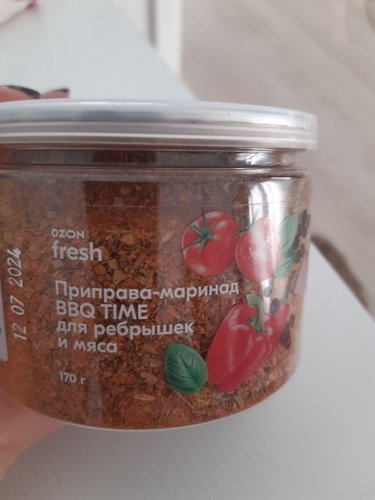 OZON
fresh
Приправа-маринад
BBQ TIME
для ребрышек
и мяса
170 г
12 07 2024